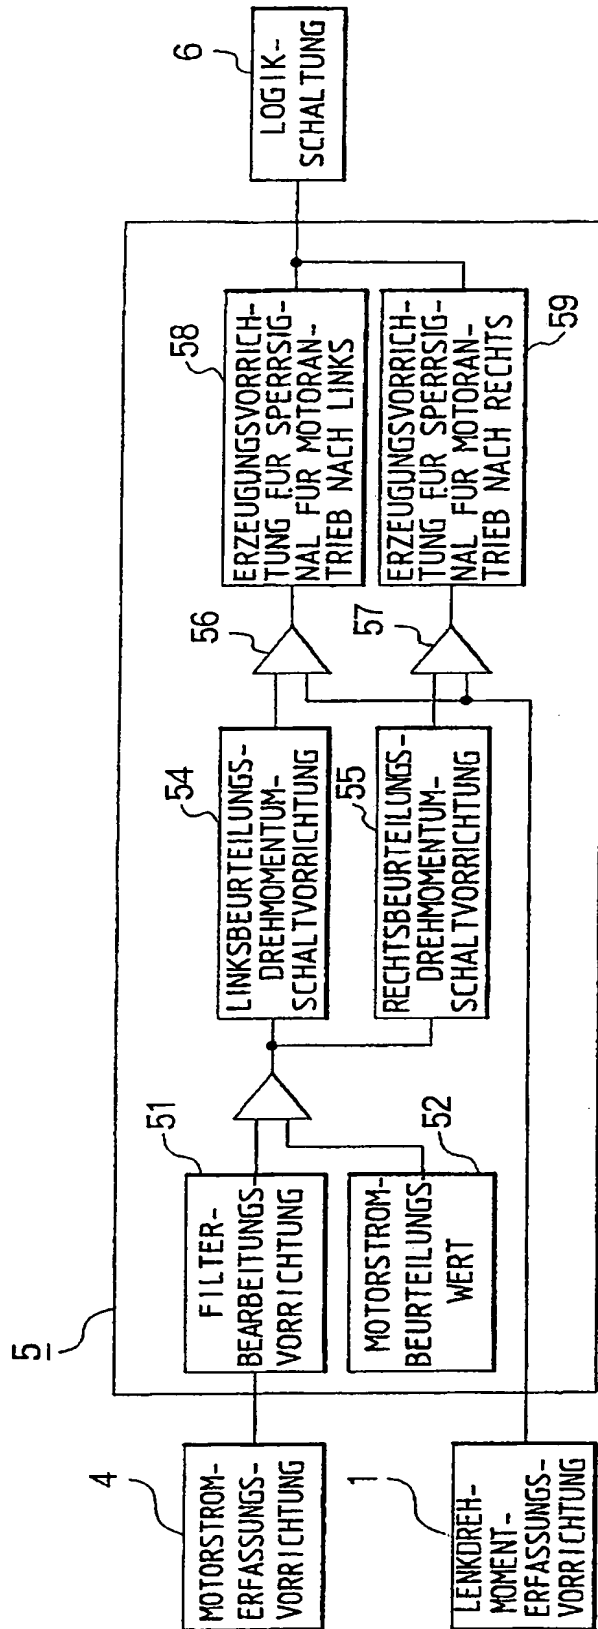 5
4
MOTORSTROM-
ERFASSUNGS-
VORRICHTUNG
1
LENKDREH-
MOMENT-
ERFASSUNGS-
VORRICHTUNG
51
FILTER-
BEARBEITUNGS-
VORRICHTUNG
52
MOTORSTROM-
BEURTEILUNGS-
WERT
54
LINKSBEURTEILUNGS-
DREHMOMENTUM-
SCHALTVORRICHTUNG
55
RECHTSBEURTEILUNGS-
DREHMOMENTUM-
SCHALTVORRICHTUNG
56
57
58
ERZEUGUNGSVORRICH-
TUNG FÜR SPERRSIG-
NAL FÜR MOTORAN-
TRIEB NACH LINKS
59
ERZEUGUNGSVORRICH-
TUNG FÜR SPERRSIG-
NAL FÜR MOTORAN-
TRIEB NACH RECHTS
6
LOGIK-
SCHALTUNG